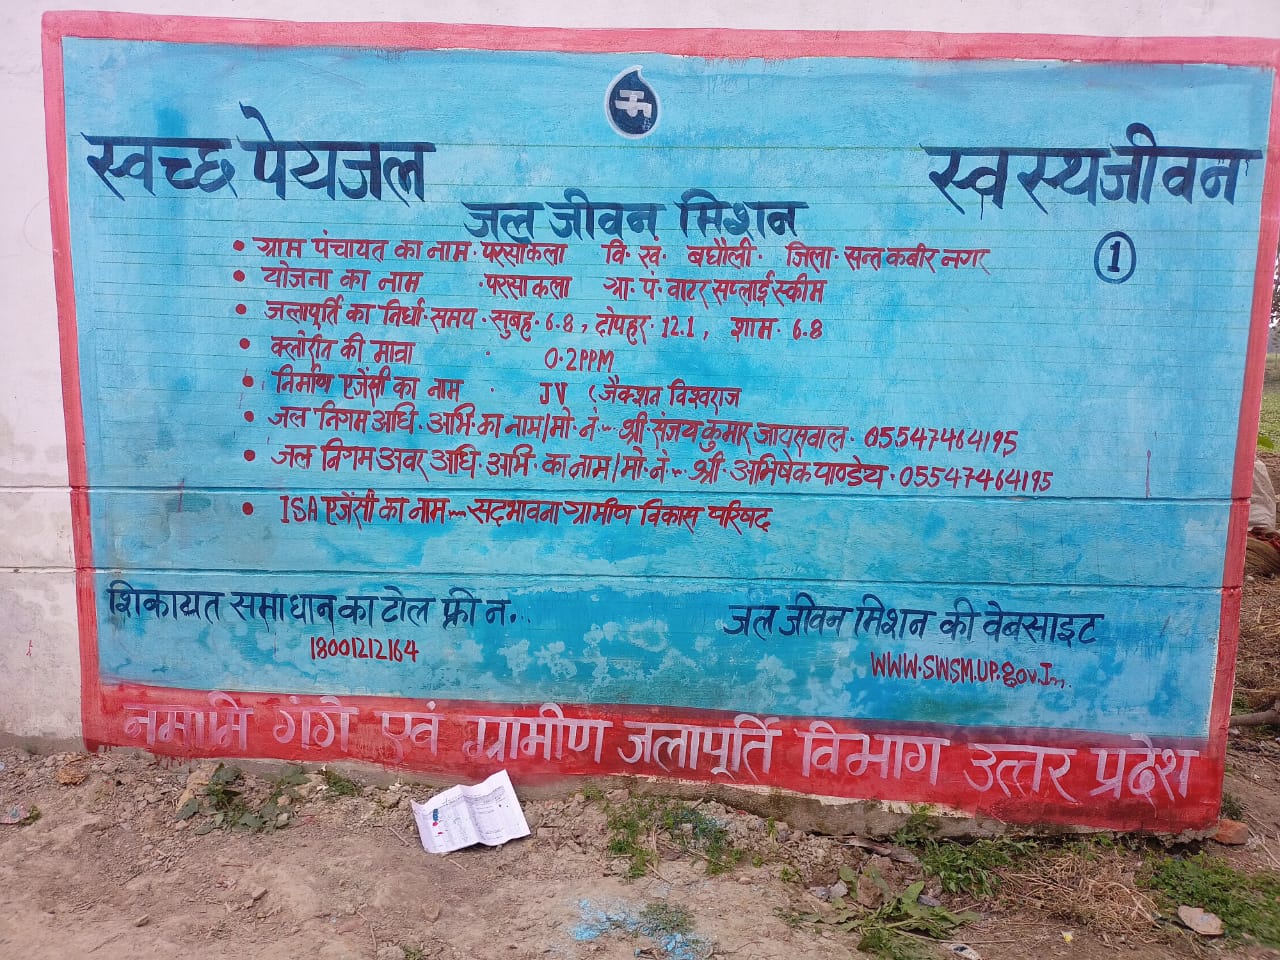 स्वच्छ पेयजल
स्वस्थ जीवन
जल जीवन मिशन
1
• ग्राम पंचायत का नाम . परसाकला वि. खं. बघौली . जिला . सन्त कबीर नगर
• योजना का नाम . परसा कला ग्रा. पं. वाटर सप्लाई स्कीम
• जलापूर्ति का निर्धा. समय . सुबह . 6.8 , दोपहर . 12.1 , शाम . 6.8
• क्लोरीन की मात्रा . 0.2PPM
• निर्माण एजेंसी का नाम . JV ( जैक्शन विश्वराज
• जल निगम अधि. अभि. का नाम/मो. नं... श्री संजय कुमार जायसवाल . 05547464195
• जल निगम अवर अधि. अभि. का नाम/मो. नं... श्री अभिषेक पाण्डेय . 05547464195
• ISA एजेंसी का नाम ... सद्भावना ग्रामीण विकास परिषद
शिकायत समाधान का टोल फ्री न...
18001212164
जल जीवन मिशन की वेबसाइट
WWW.SWSM.UP.gov.In.
नमामि गंगे एवं ग्रामीण जलापूर्ति विभाग उत्तर प्रदेश